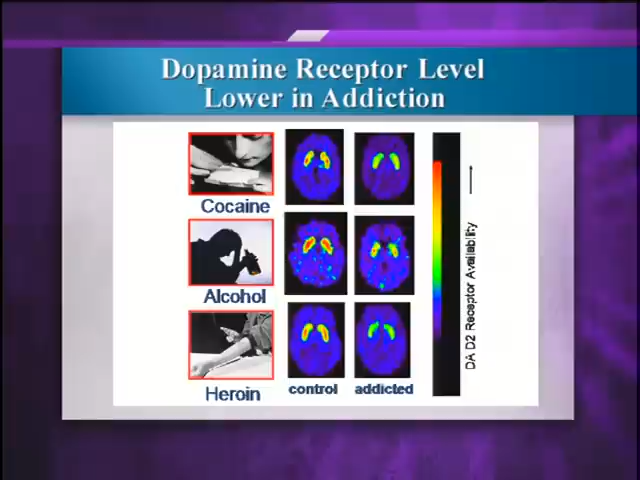 Dopamine Receptor Level
Lower in Addiction
Cocaine
Alcohol
Heroin
control
addicted
DA D2 Receptor Availability